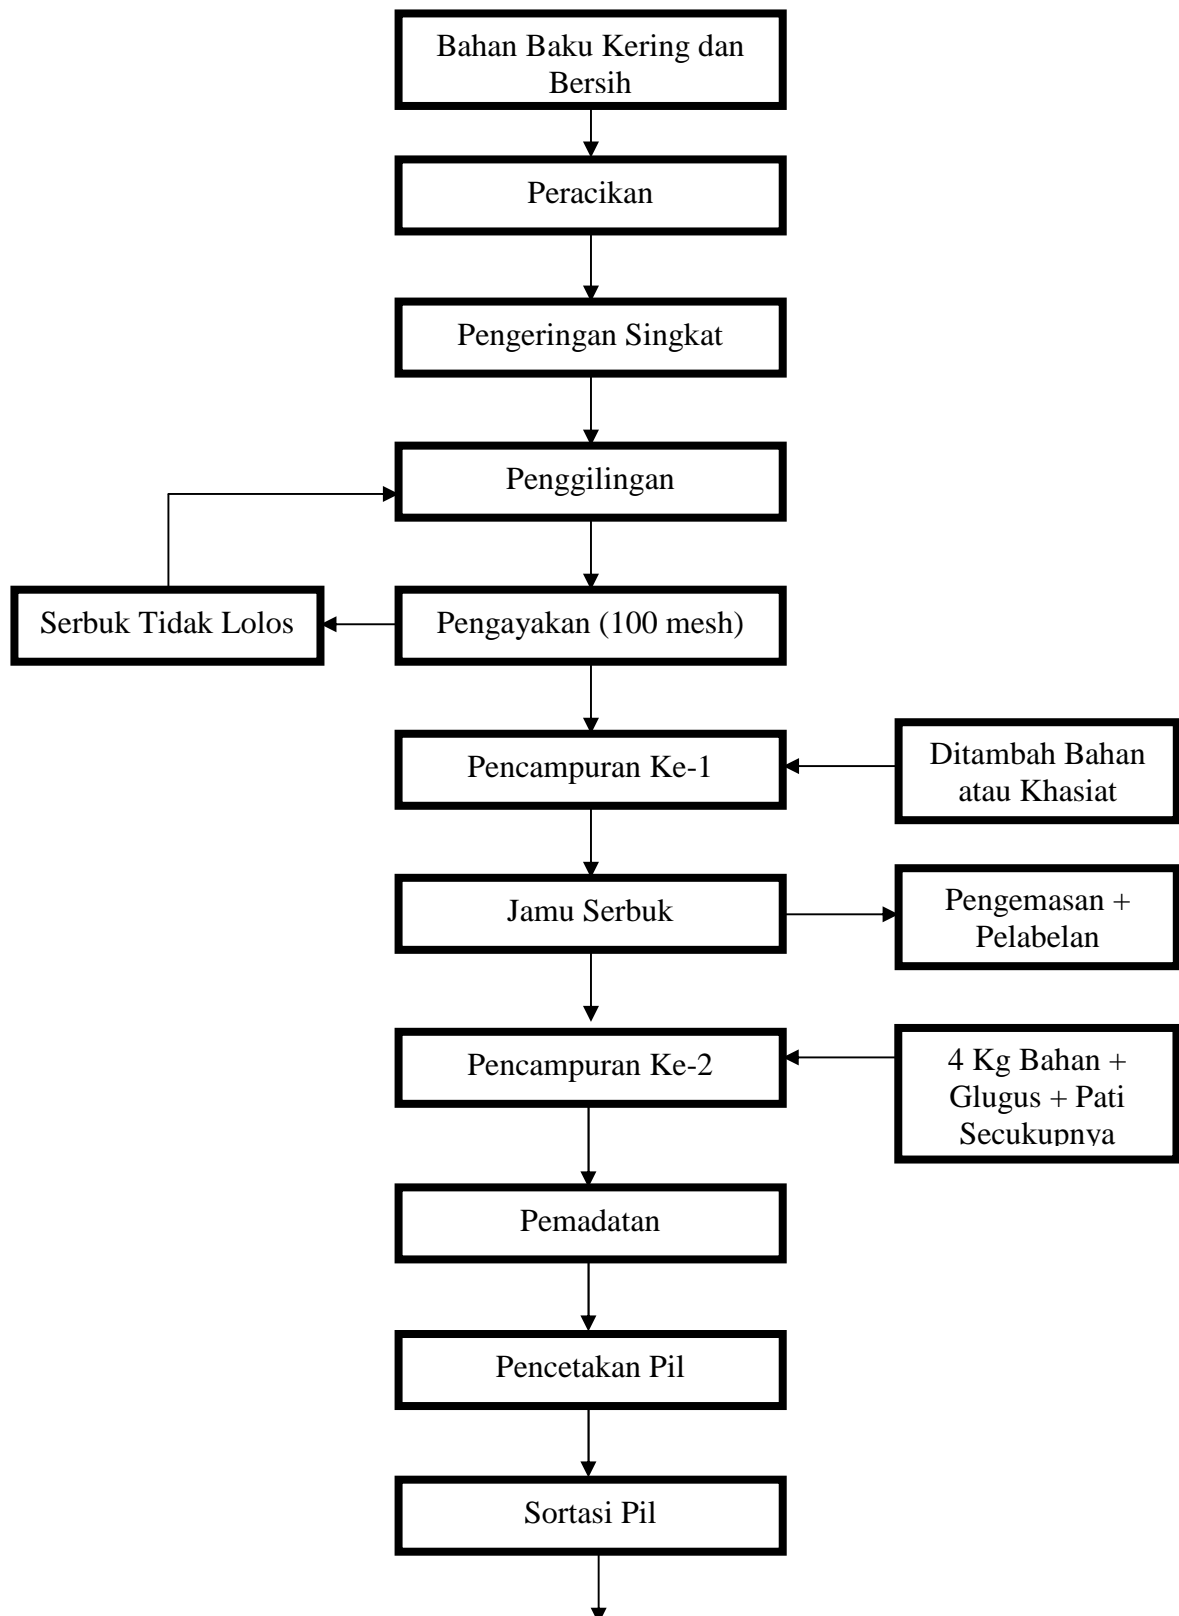 Bahan Baku Kering dan
Bersih
Peracikan
Pengeringan Singkat
Penggilingan
Serbuk Tidak Lolos
Pengayakan (100 mesh)
Pencampuran Ke-1
Ditambah Bahan
atau Khasiat
Jamu Serbuk
Pengemasan +
Pelabelan
Pencampuran Ke-2
4 Kg Bahan +
Glugus + Pati
Secukupnya
Pemadatan
Pencetakan Pil
Sortasi Pil